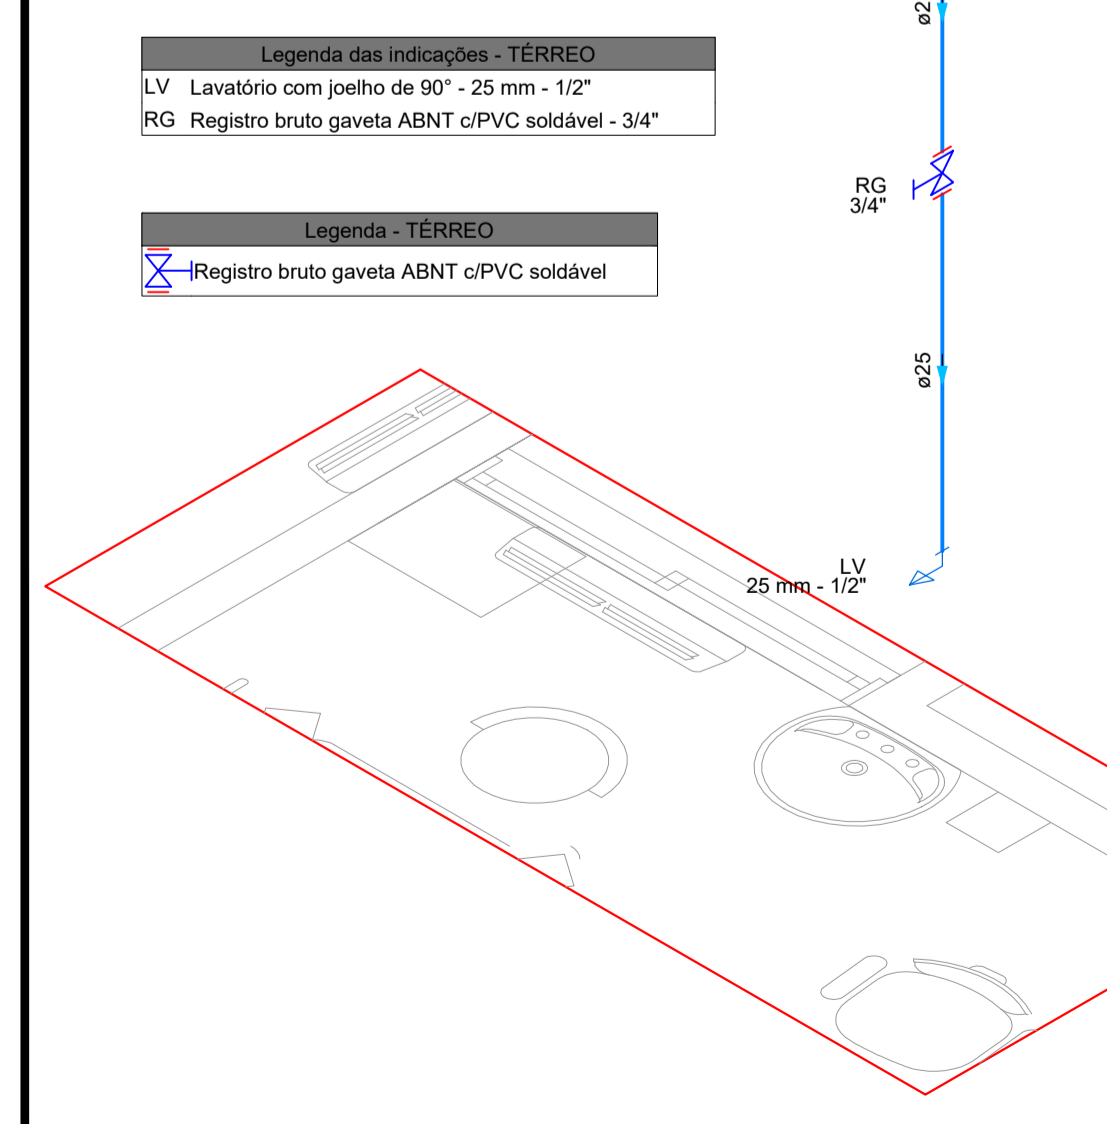 Legenda das indicações - TÉRREO
LV Lavatório com joelho de 90° - 25 mm - 1/2"
RG Registro bruto gaveta ABNT c/PVC soldável - 3/4"
Legenda - TÉRREO
Registro bruto gaveta ABNT c/PVC soldável
ø2
RG
3/4"
ø25
LV
25 mm - 1/2"